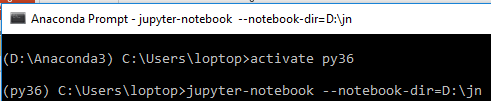 Anaconda Prompt - jupyter-notebook --notebook-dir=D:\jn
(D:\Anaconda3) C:\Users\loptop>activate py36
(py36) C:\Users\loptop>jupyter-notebook --notebook-dir=D:\jn